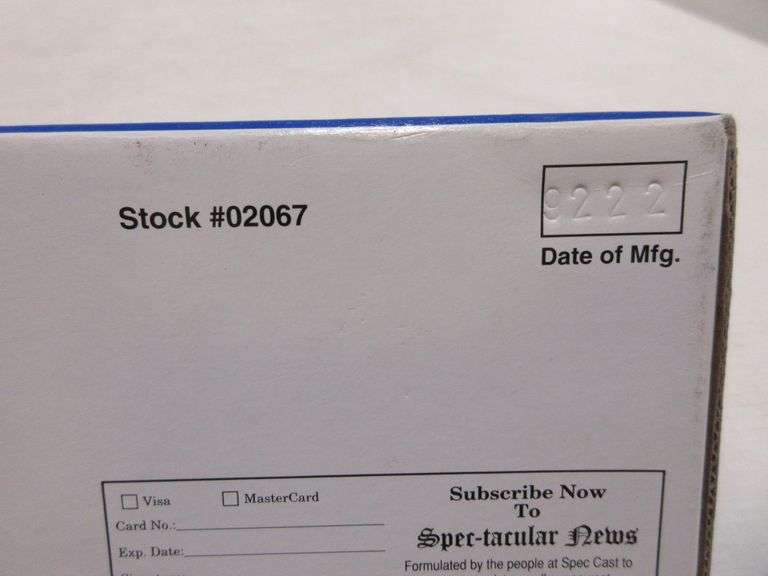 Stock #02067
9222
Date of Mfg.
Visa
MasterCard
Card No.:
Exp. Date:
Subscribe Now
To
Spec-tacular News
Formulated by the people at Spec Cast to